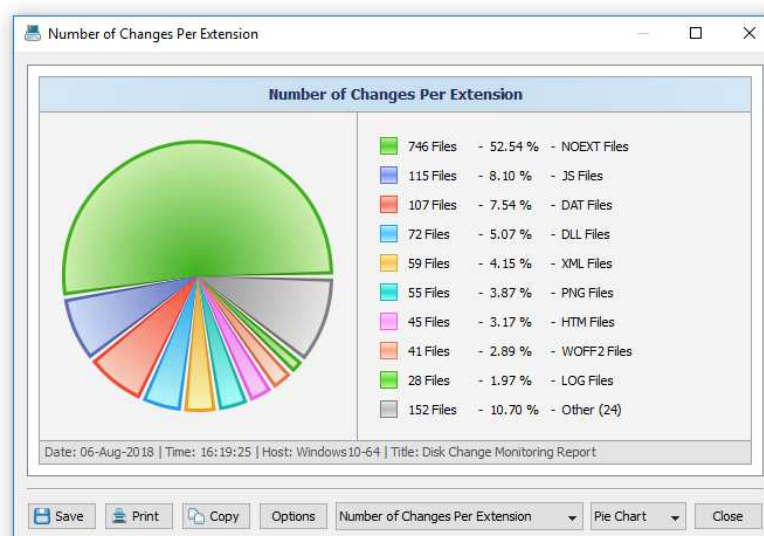 Number of Changes Per Extension
Number of Changes Per Extension
746 Files - 52.54 % - NOEXT Files
115 Files - 8.10 % - JS Files
107 Files - 7.54 % - DAT Files
72 Files - 5.07 % - DLL Files
59 Files - 4.15 % - XML Files
55 Files - 3.87 % - PNG Files
45 Files - 3.17 % - HTM Files
41 Files - 2.89 % - WOFF2 Files
28 Files - 1.97 % - LOG Files
152 Files - 10.70 % - Other (24)
Date: 06-Aug-2018 | Time: 16:19:25 | Host: Windows10-64 | Title: Disk Change Monitoring Report
Save Print Copy Options Number of Changes Per Extension Pie Chart Close